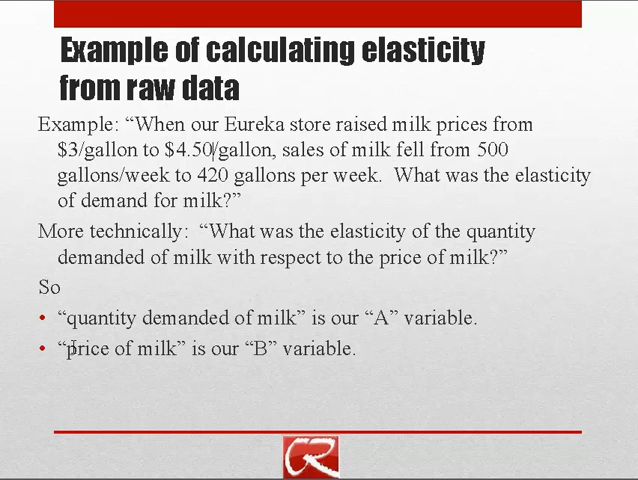 Example of calculating elasticity
from raw data
Example: “When our Eureka store raised milk prices from
$3/gallon to $4.50/gallon, sales of milk fell from 500
gallons/week to 420 gallons per week. What was the elasticity
of demand for milk?”
More technically: “What was the elasticity of the quantity
demanded of milk with respect to the price of milk?”
So
• “quantity demanded of milk” is our “A” variable.
• “price of milk” is our “B” variable.
CR